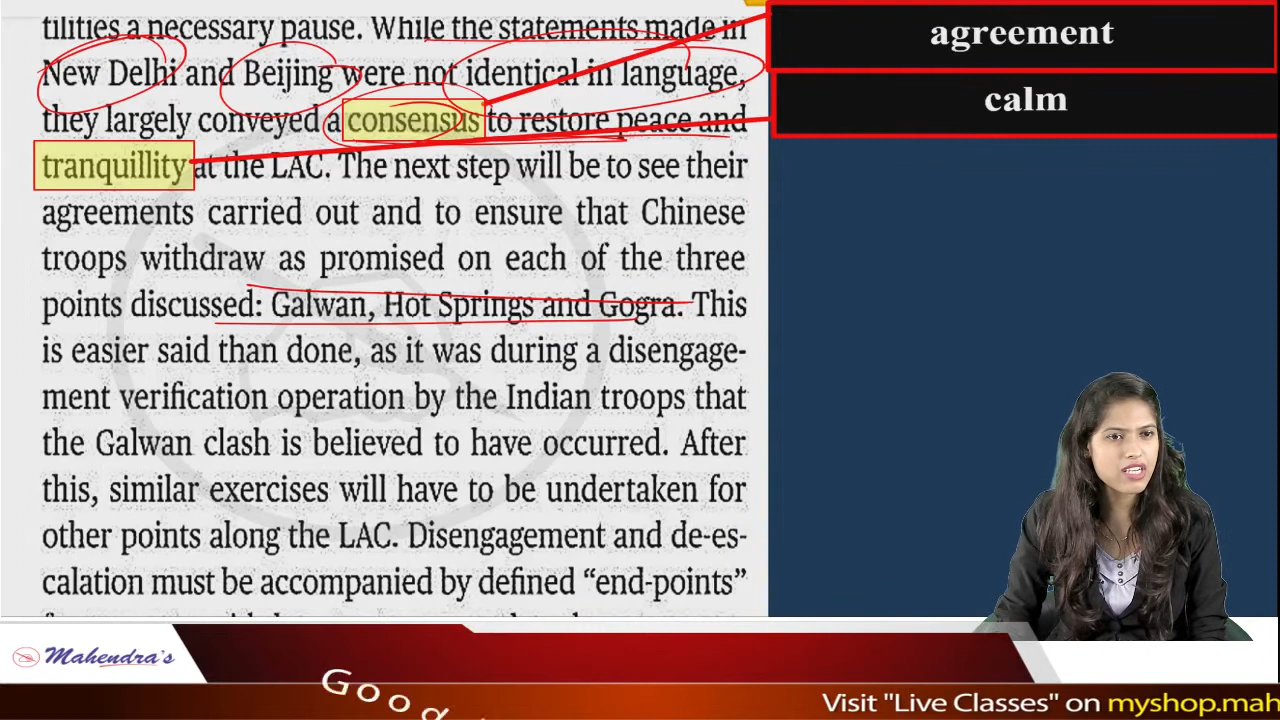 tilities a necessary pause. While the statements made in
New Delhi and Beijing were not identical in language,
they largely conveyed a consensus to restore peace and
tranquillity at the LAC. The next step will be to see their
agreements carried out and to ensure that Chinese
troops withdraw as promised on each of the three
points discussed: Galwan, Hot Springs and Gogra. This
is easier said than done, as it was during a disengage-
ment verification operation by the Indian troops that
the Galwan clash is believed to have occurred. After
this, similar exercises will have to be undertaken for
other points along the LAC. Disengagement and de-es-
calation must be accompanied by defined “end-points”
agreement
calm
Mahendra's
Good
Visit "Live Classes" on myshop.mah